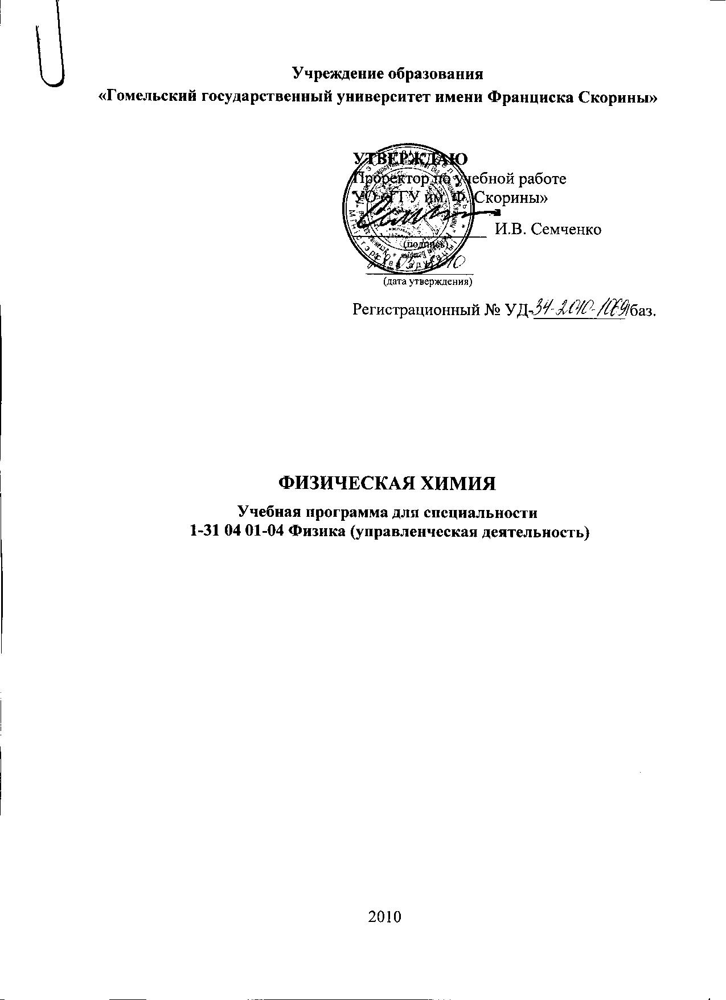 Учреждение образования
«Гомельский государственный университет имени Франциска Скорины»
УТВЕРЖДАЮ
Проректор по учебной работе
УО «ГГУ им. Ф. Скорины»
И.В. Семченко
(подпись)
2010
(дата утверждения)
Регистрационный № УД-34-2010-1069/баз.
ФИЗИЧЕСКАЯ ХИМИЯ
Учебная программа для специальности
1-31 04 01-04 Физика (управленческая деятельность)
2010